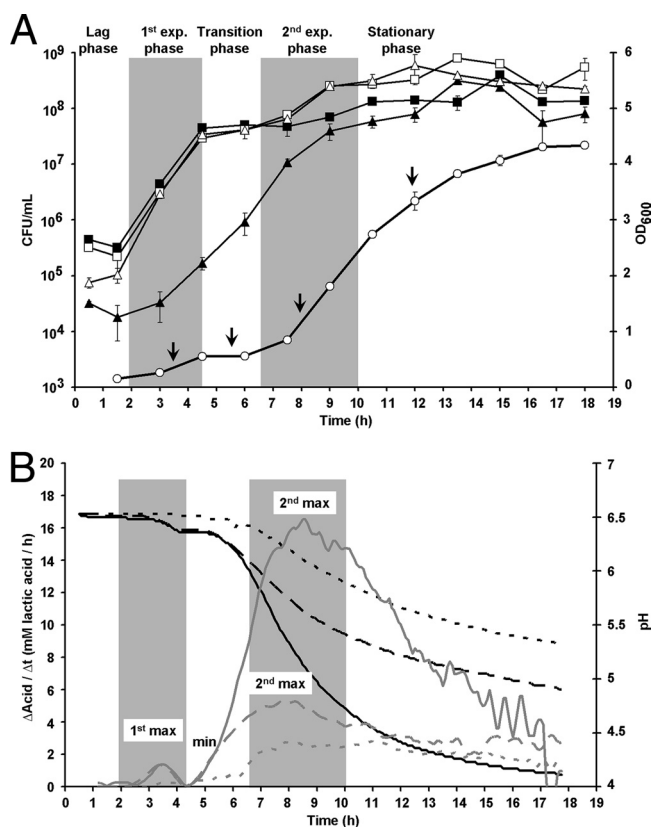 A
Lag phase
1st exp. phase
Transition phase
2nd exp. phase
Stationary phase
10^9
10^8
10^7
10^6
10^5
10^4
10^3
CFU/mL
6
5
4
3
2
1
0
OD600
0 1 2 3 4 5 6 7 8 9 10 11 12 13 14 15 16 17 18 19
Time (h)
B
20
18
16
14
12
10
8
6
4
2
0
ΔAcid / Δt (mM lactic acid / h)
7
6.5
6
5.5
5
4.5
4
pH
2nd max
2nd max
1st max
min
0 1 2 3 4 5 6 7 8 9 10 11 12 13 14 15 16 17 18 19
Time (h)